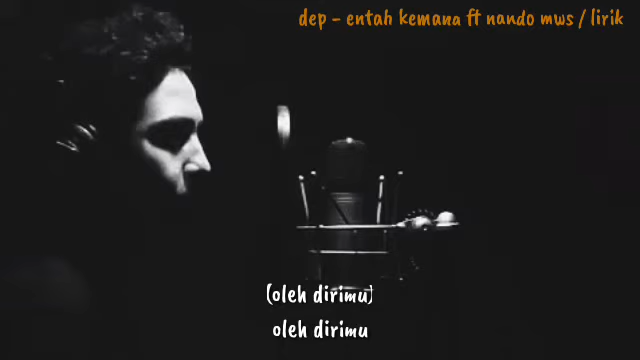 dep - entah kemana ft nando mws / lirik
(oleh dirimu)
oleh dirimu